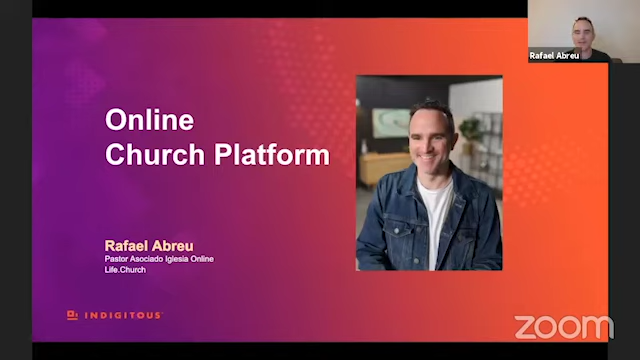 Online
Church Platform
Rafael Abreu
Pastor Asociado Iglesia Online
Life.Church
INDIGITOUS
Rafael Abreu
zoom